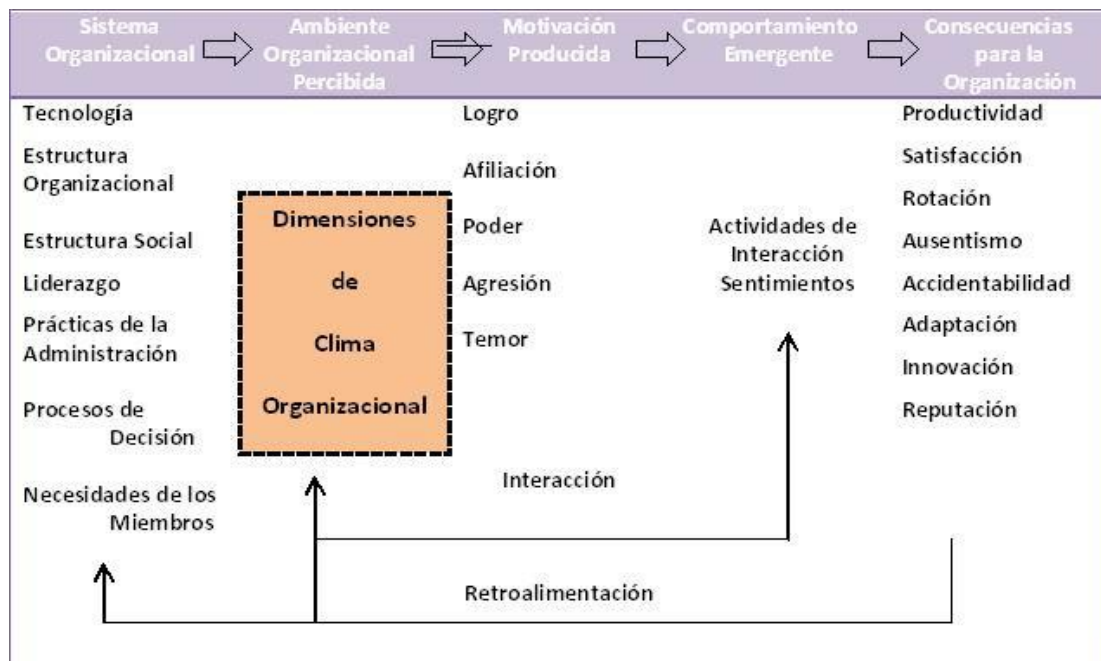 Sistema
Organizacional
Ambiente
Organizacional
Percibida
Motivación
Producida
Comportamiento
Emergente
Consecuencias
para la
Organización
Tecnología
Estructura
Organizacional
Estructura Social
Liderazgo
Prácticas de la
Administración
Procesos de
Decisión
Necesidades de los
Miembros
Dimensiones
de
Clima
Organizacional
Logro
Afiliación
Poder
Agresión
Temor
Actividades de
Interacción
Sentimientos
Productividad
Satisfacción
Rotación
Ausentismo
Accidentabilidad
Adaptación
Innovación
Reputación
Interacción
Retroalimentación